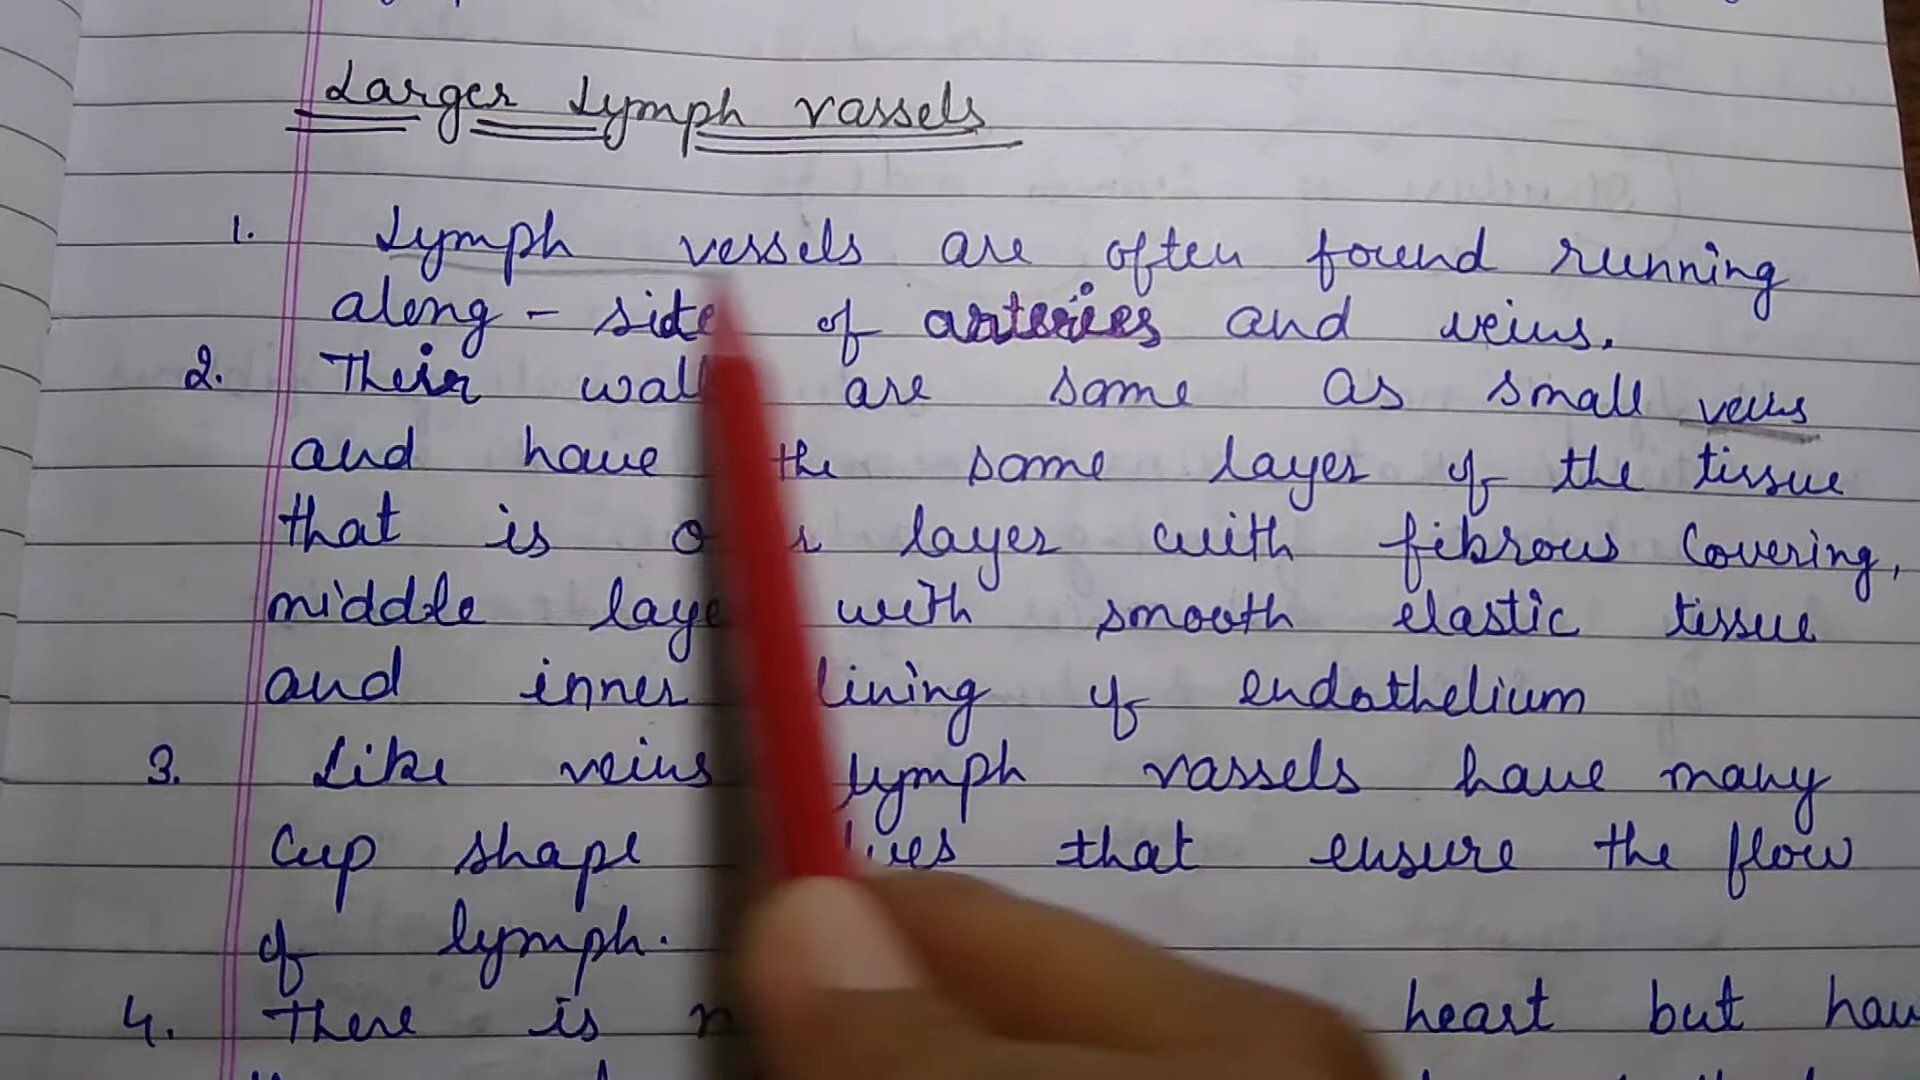 Larger Lymph vassels
1. Lymph vessels are often found running
along - side of arteries and veins.
2. Their wall are same as small veins
and have the same layer of the tissue
that is layer with fibrous Covering,
middle laye with smooth elastic tissue
and inner lining of endothelium
3. Like veins lymph vassels have many
Cup shape that ensure the flow
of lymph.
4. There is heart but hav